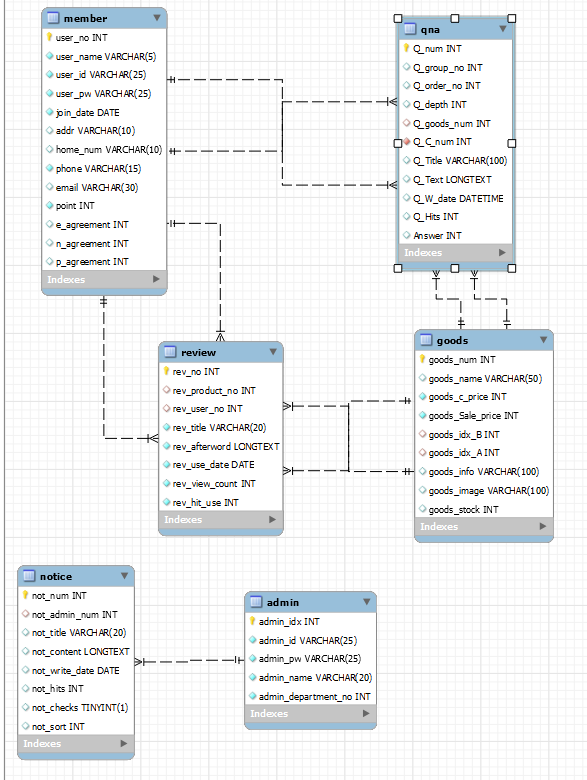 member
user_no INT
user_name VARCHAR(5)
user_id VARCHAR(25)
user_pw VARCHAR(25)
join_date DATE
addr VARCHAR(10)
home_num VARCHAR(10)
phone VARCHAR(15)
email VARCHAR(30)
point INT
e_agreement INT
n_agreement INT
p_agreement INT
Indexes
qna
Q_num INT
Q_group_no INT
Q_order_no INT
Q_depth INT
Q_goods_num INT
Q_C_num INT
Q_Title VARCHAR(100)
Q_Text LONGTEXT
Q_W_date DATETIME
Q_Hits INT
Answer INT
Indexes
review
rev_no INT
rev_product_no INT
rev_user_no INT
rev_title VARCHAR(20)
rev_afterword LONGTEXT
rev_use_date DATE
rev_view_count INT
rev_hit_use INT
Indexes
goods
goods_num INT
goods_name VARCHAR(50)
goods_c_price INT
goods_Sale_price INT
goods_idx_B INT
goods_idx_A INT
goods_info VARCHAR(100)
goods_image VARCHAR(100)
goods_stock INT
Indexes
notice
not_num INT
not_admin_num INT
not_title VARCHAR(20)
not_content LONGTEXT
not_write_date DATE
not_hits INT
not_checks TINYINT(1)
not_sort INT
Indexes
admin
admin_idx INT
admin_id VARCHAR(25)
admin_pw VARCHAR(25)
admin_name VARCHAR(20)
admin_department_no INT
Indexes